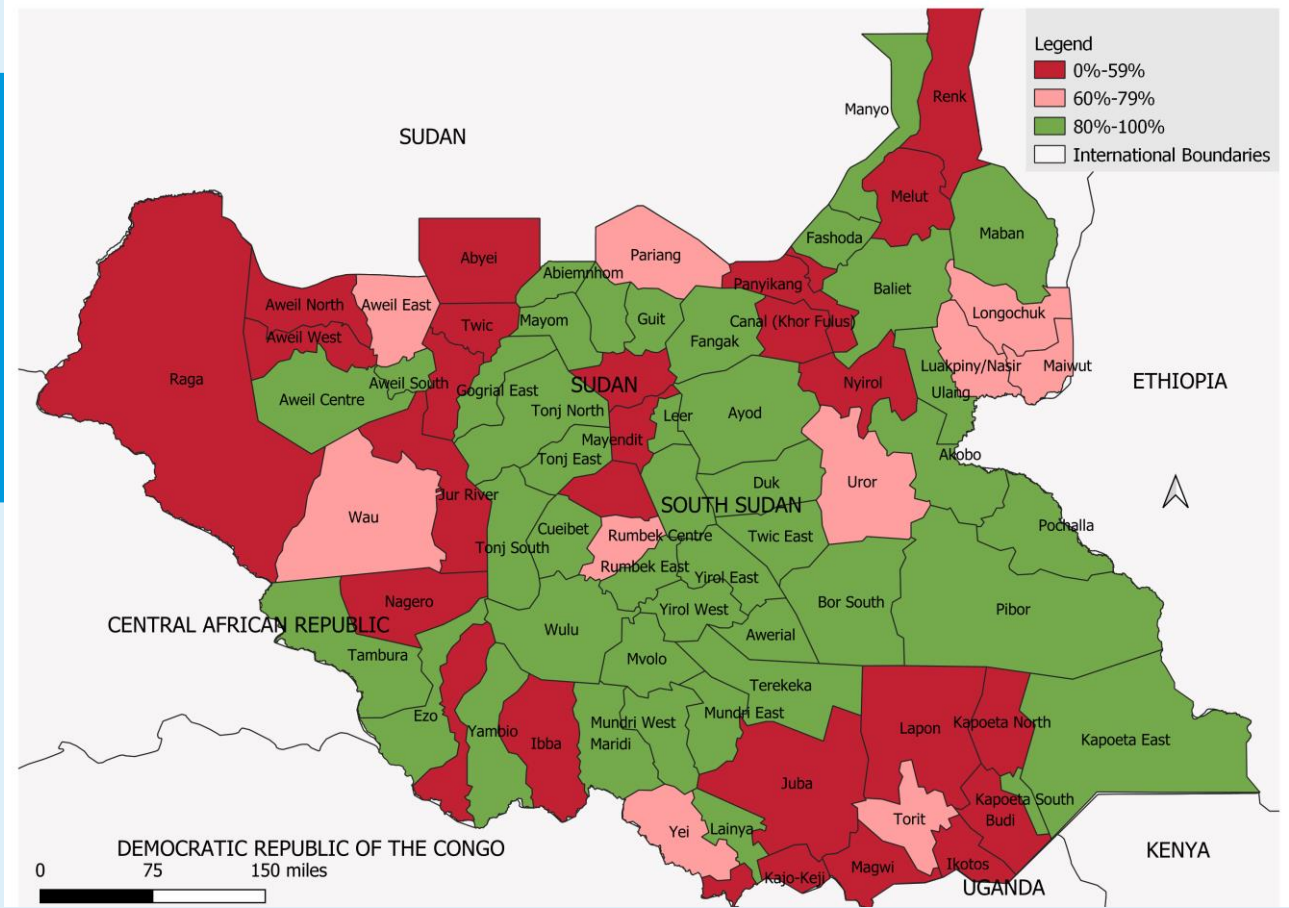 Legend
0%-59%
60%-79%
80%-100%
International Boundaries
Renk
Manyo
SUDAN
Melut
Maban
Fashoda
Pariang
Abyei
Abiemnhom
Panyikang
Baliet
Aweil North
Aweil East
Longochuk
Twic
Mayom
Guit
Canal (Khor Fulus)
Aweil West
Fangak
Luakpiny/Nasir
Maiwut
Raga
Aweil South
Gogrial East
SUDAN
Nyirol
ETHIOPIA
Ulang
Aweil Centre
Tonj North
Leer
Ayod
Mayendit
Tonj East
Akobo
Jur River
Duk
Uror
Wau
SOUTH SUDAN
Pochalla
Cueibet
Rumbek Centre
Twic East
Tonj South
Rumbek East
Yirol East
Nagero
Yirol West
Bor South
Pibor
CENTRAL AFRICAN REPUBLIC
Wulu
Awerial
Tambura
Mvolo
Terekeka
Ezo
Mundri West
Mundri East
Kapoeta North
Yambio
Ibba
Maridi
Lapon
Kapoeta East
Juba
Kapoeta South
Yei
Lainya
Torit
Budi
DEMOCRATIC REPUBLIC OF THE CONGO
KENYA
Kajo-Keji
Magwi
Ikotos
UGANDA
0 75 150 miles